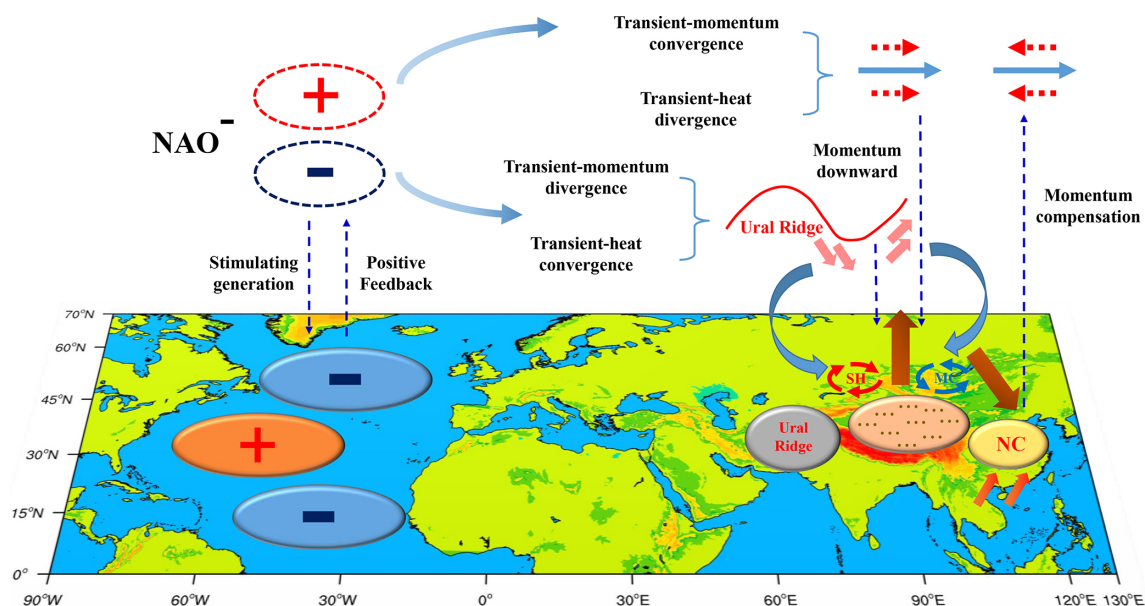 Transient-momentum
convergence
Transient-heat
divergence
NAO-
Transient-momentum
divergence
Transient-heat
convergence
Momentum
downward
Ural Ridge
Momentum
compensation
Stimulating
generation
Positive
Feedback
70°N
60°N
45°N
30°N
15°N
0°
SH
MC
Ural
Ridge
NC
90°W
60°W
30°W
0°
30°E
60°E
90°E
120°E
130°E